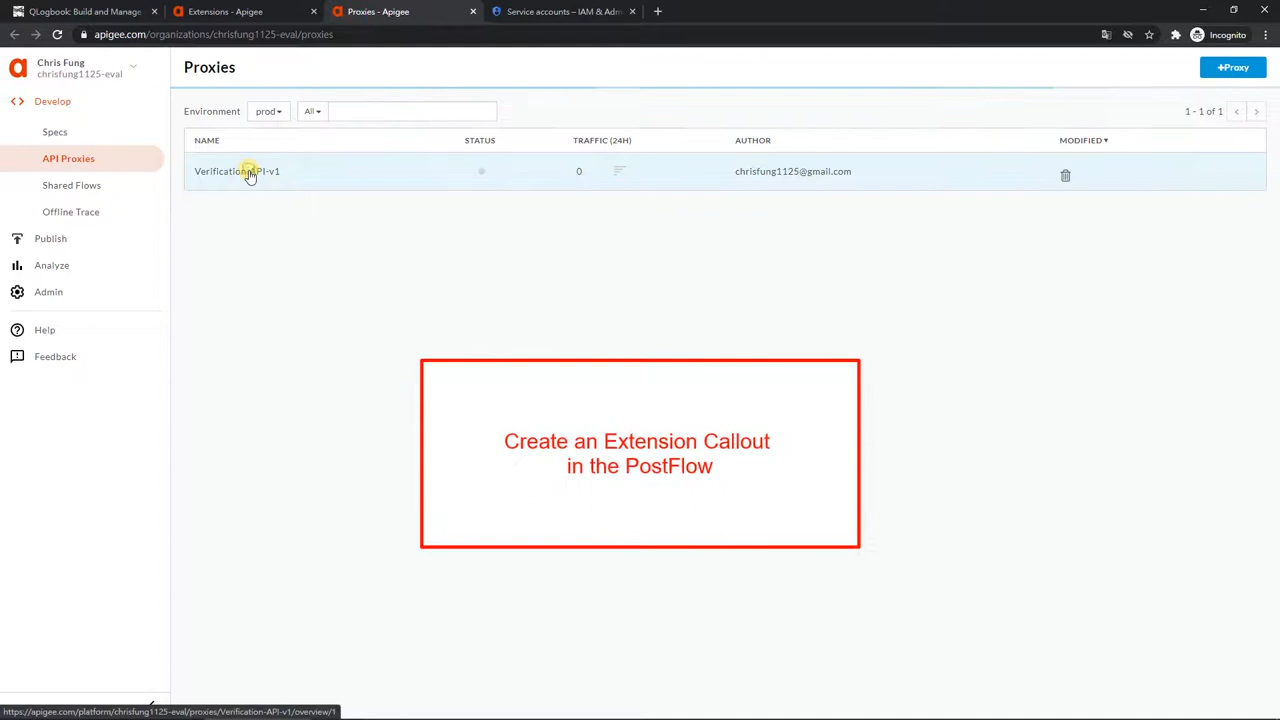 QLogbook: Build and Manage
Extensions - Apigee
Proxies - Apigee
Service accounts – IAM & Adm
apigee.com/organizations/chrisfung1125-eval/proxies
Incognito
Chris Fung
chrisfung1125-eval
Proxies
+Proxy
Develop
Specs
API Proxies
Shared Flows
Offline Trace
Publish
Analyze
Admin
Help
Feedback
Environment
prod
All
1 - 1 of 1
NAME STATUS TRAFFIC (24H) AUTHOR MODIFIED
Verification-API-v1 0 chrisfung1125@gmail.com
Create an Extension Callout
in the PostFlow
https://apigee.com/platform/chrisfung1125-eval/proxies/Verification-API-v1/overview/1